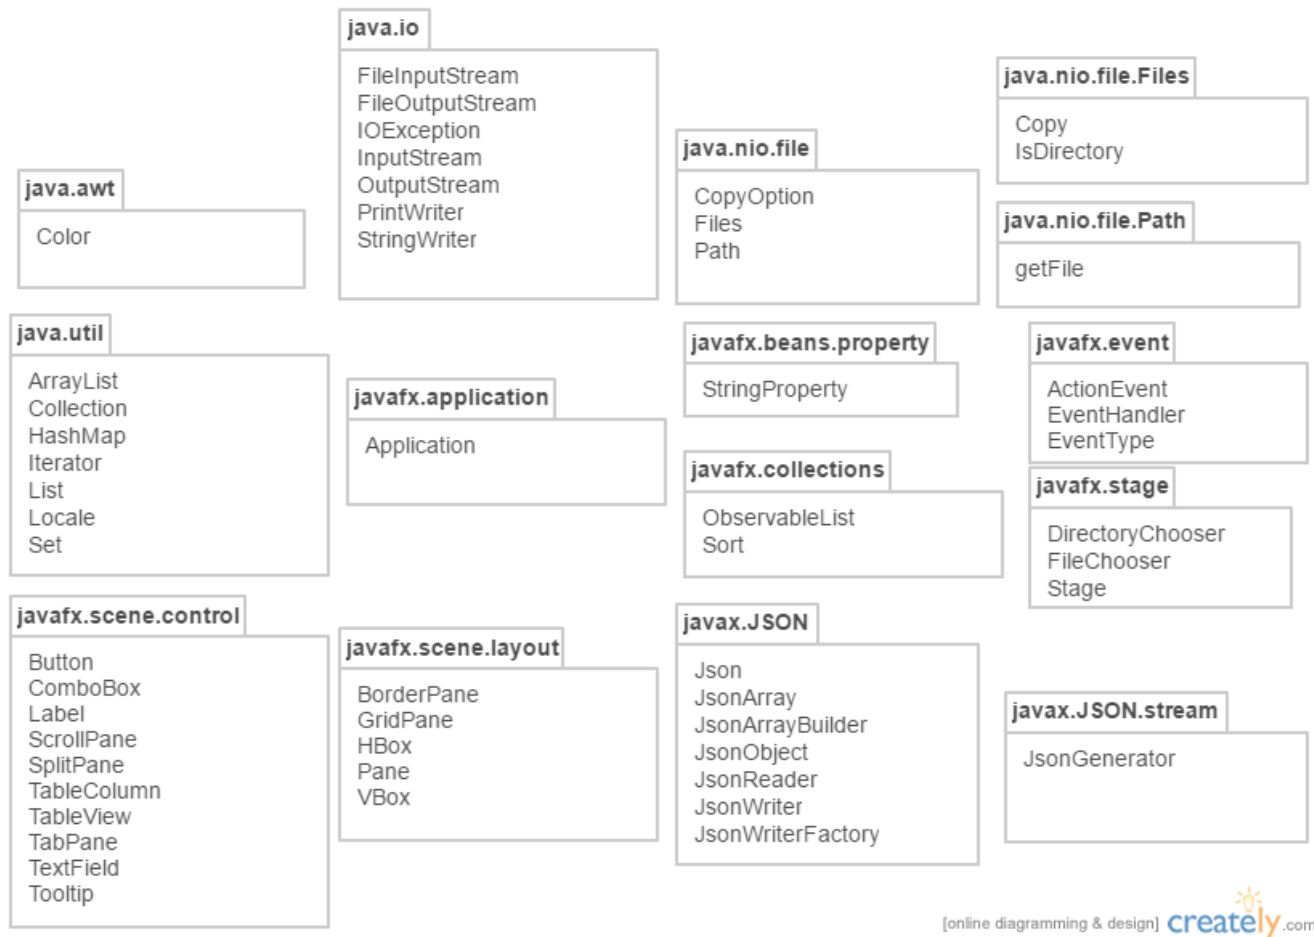 java.io
FileInputStream
FileOutputStream
IOException
InputStream
OutputStream
PrintWriter
StringWriter
java.nio.file.Files
Copy
IsDirectory
java.nio.file
CopyOption
Files
Path
java.awt
Color
java.nio.file.Path
getFile
java.util
ArrayList
Collection
HashMap
Iterator
List
Locale
Set
javafx.application
Application
javafx.beans.property
StringProperty
javafx.event
ActionEvent
EventHandler
EventType
javafx.collections
ObservableList
Sort
javafx.stage
DirectoryChooser
FileChooser
Stage
javafx.scene.control
Button
ComboBox
Label
ScrollPane
SplitPane
TableColumn
TableView
TabPane
TextField
Tooltip
javafx.scene.layout
BorderPane
GridPane
HBox
Pane
VBox
javax.JSON
Json
JsonArray
JsonArrayBuilder
JsonObject
JsonReader
JsonWriter
JsonWriterFactory
javax.JSON.stream
JsonGenerator
[online diagramming & design] creately.com